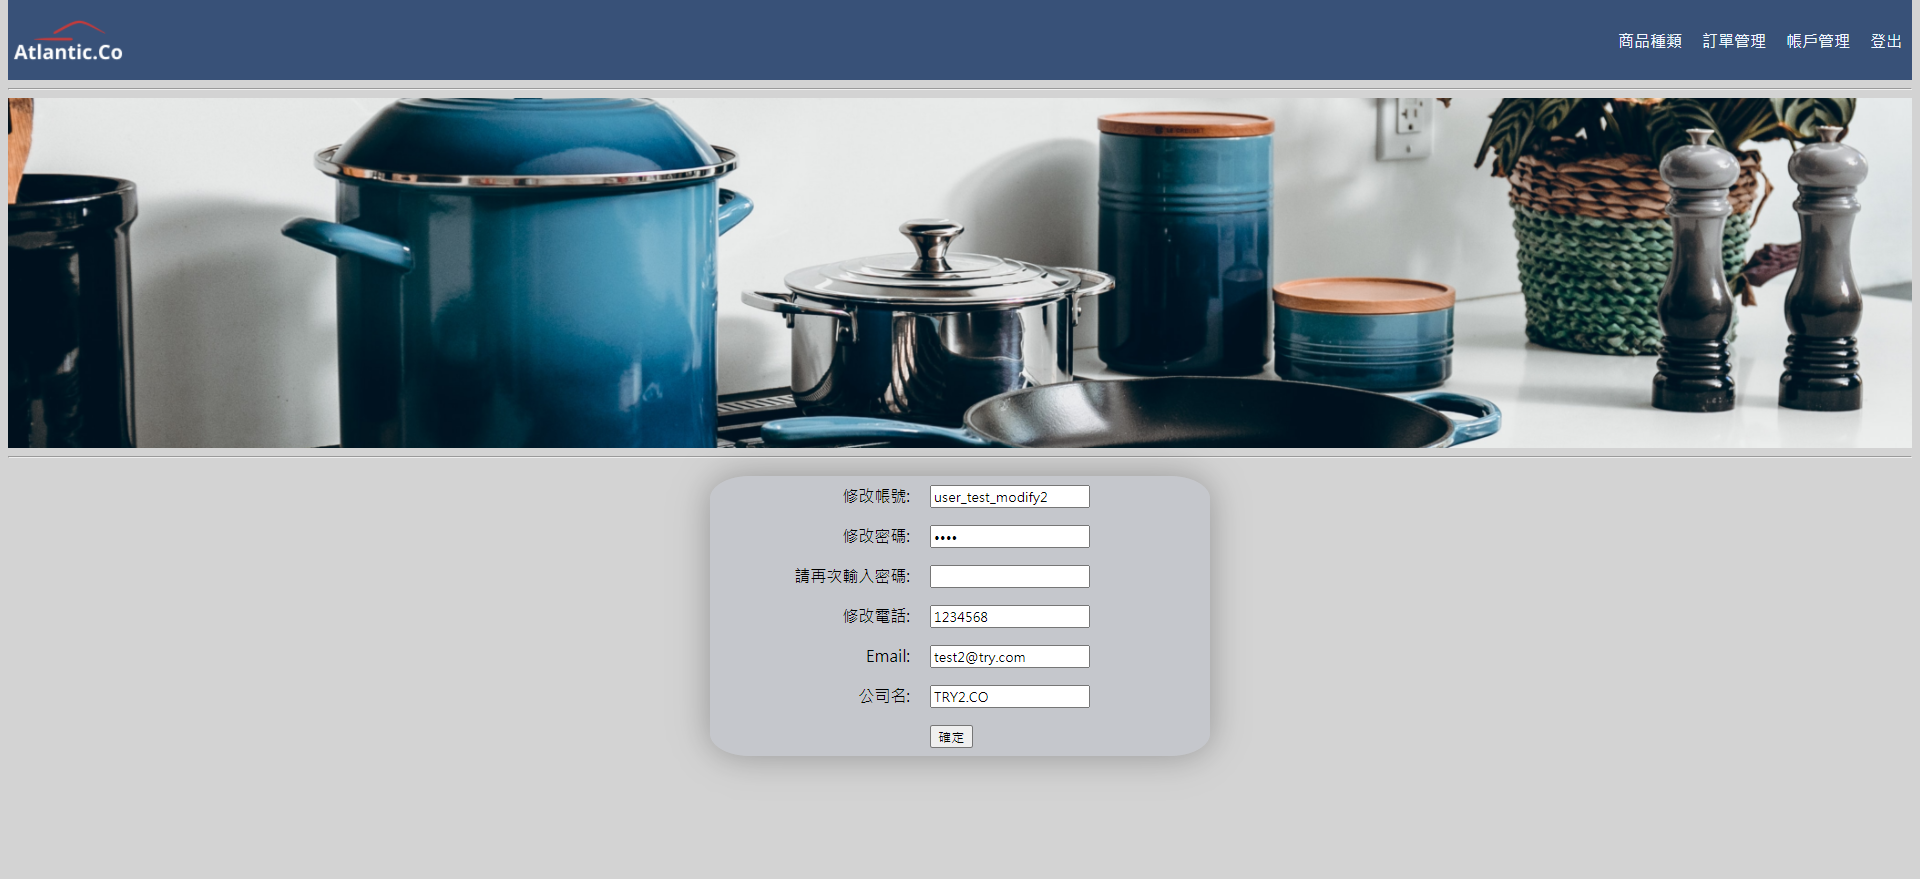 Atlantic.Co
商品種類 訂單管理 帳戶管理 登出
修改帳號: user_test_modify2
修改密碼: ••••
請再次輸入密碼:
修改電話: 1234568
Email: test2@try.com
公司名: TRY2.CO
確定